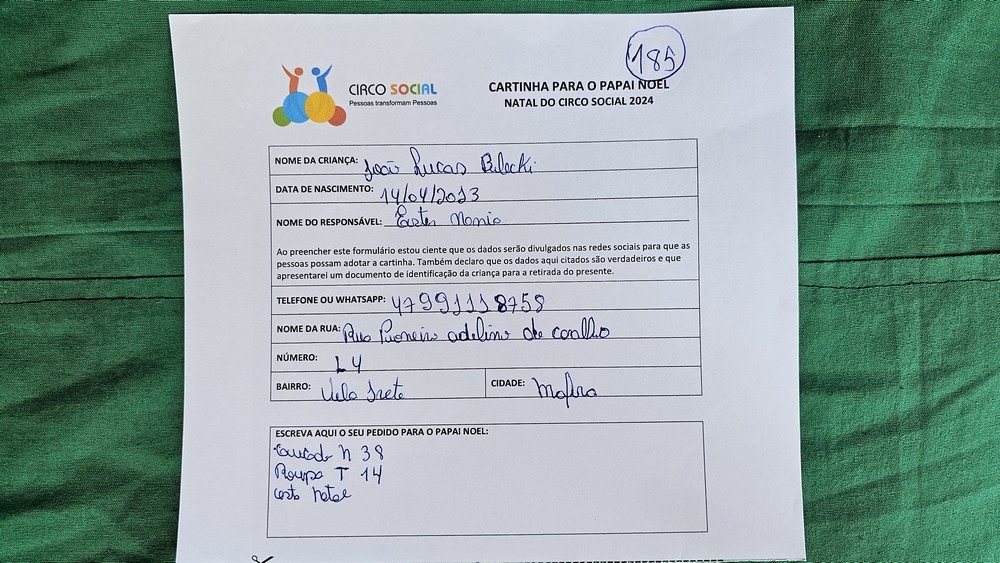 185
CIRCO SOCIAL
Pessoas transformam Pessoas
CARTINHA PARA O PAPAI NOEL
NATAL DO CIRCO SOCIAL 2024
NOME DA CRIANÇA: João Lucas
DATA DE NASCIMENTO: 14/04/2013
NOME DO RESPONSÁVEL:
Ao preencher este formulário estou ciente que os dados serão divulgados nas redes sociais para que as
pessoas possam adotar a cartinha. Também declaro que os dados aqui citados são verdadeiros e que
apresentarei um documento de identificação da criança para a retirada do presente.
TELEFONE OU WHATSAPP: 47991118758
NOME DA RUA: Rua Pioneiro adelino de
NÚMERO: L4
BAIRRO: CIDADE: Mafra
ESCREVA AQUI O SEU PEDIDO PARA O PAPAI NOEL:
N 38
Roupa T 14
cesta natal